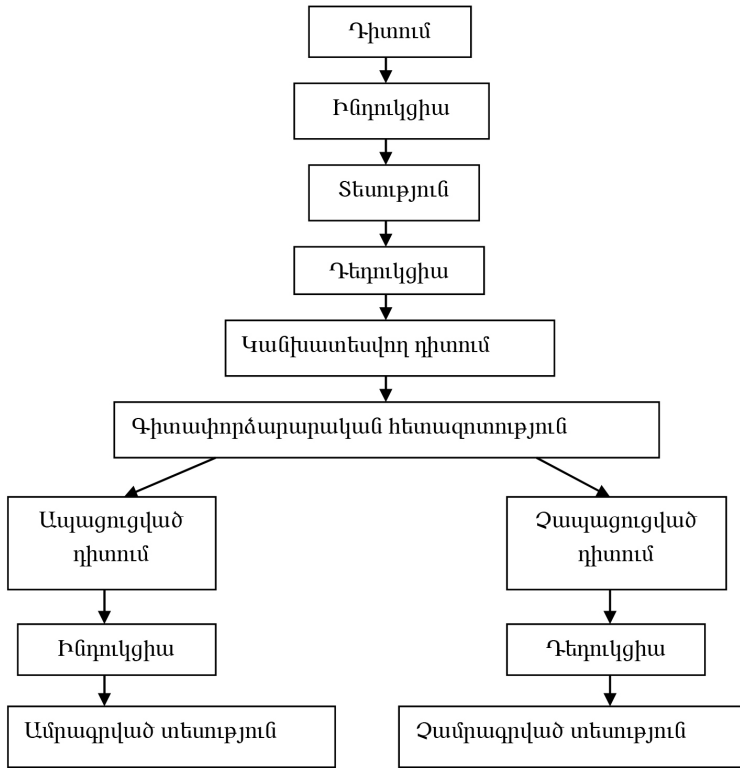 Դիտում
Ինդուկցիա
Տեսություն
Դեդուկցիա
Կանխատեսվող դիտում
Գիտափորձարարական հետազոտություն
Ապացուցված
դիտում
Չապացուցված
դիտում
Ինդուկցիա
Դեդուկցիա
Ամրագրված տեսություն
Չամրագրված տեսություն